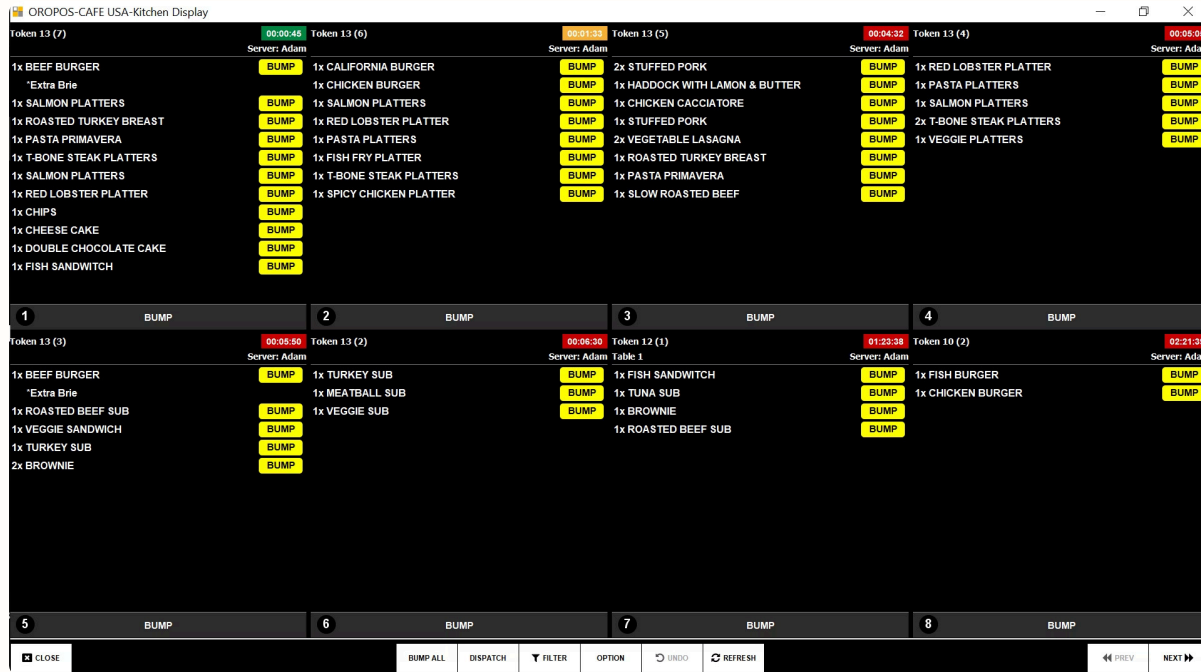 OROPOS-CAFE USA-Kitchen Display
Token 13 (7) 00:00:45
Server: Adam
1x BEEF BURGER BUMP
*Extra Brie
1x SALMON PLATTERS BUMP
1x ROASTED TURKEY BREAST BUMP
1x PASTA PRIMAVERA BUMP
1x T-BONE STEAK PLATTERS BUMP
1x SALMON PLATTERS BUMP
1x RED LOBSTER PLATTER BUMP
1x CHIPS BUMP
1x CHEESE CAKE BUMP
1x DOUBLE CHOCOLATE CAKE BUMP
1x FISH SANDWITCH BUMP
1 BUMP
Token 13 (6) 00:01:33
Server: Adam
1x CALIFORNIA BURGER BUMP
1x CHICKEN BURGER BUMP
1x SALMON PLATTERS BUMP
1x RED LOBSTER PLATTER BUMP
1x PASTA PLATTERS BUMP
1x FISH FRY PLATTER BUMP
1x T-BONE STEAK PLATTERS BUMP
1x SPICY CHICKEN PLATTER BUMP
2 BUMP
Token 13 (5) 00:04:32
Server: Adam
2x STUFFED PORK BUMP
1x HADDOCK WITH LAMON & BUTTER BUMP
1x CHICKEN CACCIATORE BUMP
1x STUFFED PORK BUMP
2x VEGETABLE LASAGNA BUMP
1x ROASTED TURKEY BREAST BUMP
1x PASTA PRIMAVERA BUMP
1x SLOW ROASTED BEEF BUMP
3 BUMP
Token 13 (4)
Server:
1x RED LOBSTER PLATTER BUMP
1x PASTA PLATTERS BUMP
1x SALMON PLATTERS BUMP
2x T-BONE STEAK PLATTERS BUMP
1x VEGGIE PLATTERS BUMP
4 BUMP
Token 13 (3) 00:05:50
Server: Adam
1x BEEF BURGER BUMP
*Extra Brie
1x ROASTED BEEF SUB BUMP
1x VEGGIE SANDWICH BUMP
1x TURKEY SUB BUMP
2x BROWNIE BUMP
5 BUMP
Token 13 (2) 00:06:30
Server: Adam
1x TURKEY SUB BUMP
1x MEATBALL SUB BUMP
1x VEGGIE SUB BUMP
6 BUMP
Token 12 (1) 01:23:38
Table 1 Server: Adam
1x FISH SANDWITCH BUMP
1x TUNA SUB BUMP
1x BROWNIE BUMP
1x ROASTED BEEF SUB BUMP
7 BUMP
Token 10 (2)
Server:
1x FISH BURGER BUMP
1x CHICKEN BURGER BUMP
8 BUMP
CLOSE BUMP ALL DISPATCH FILTER OPTION UNDO REFRESH PREV NEXT